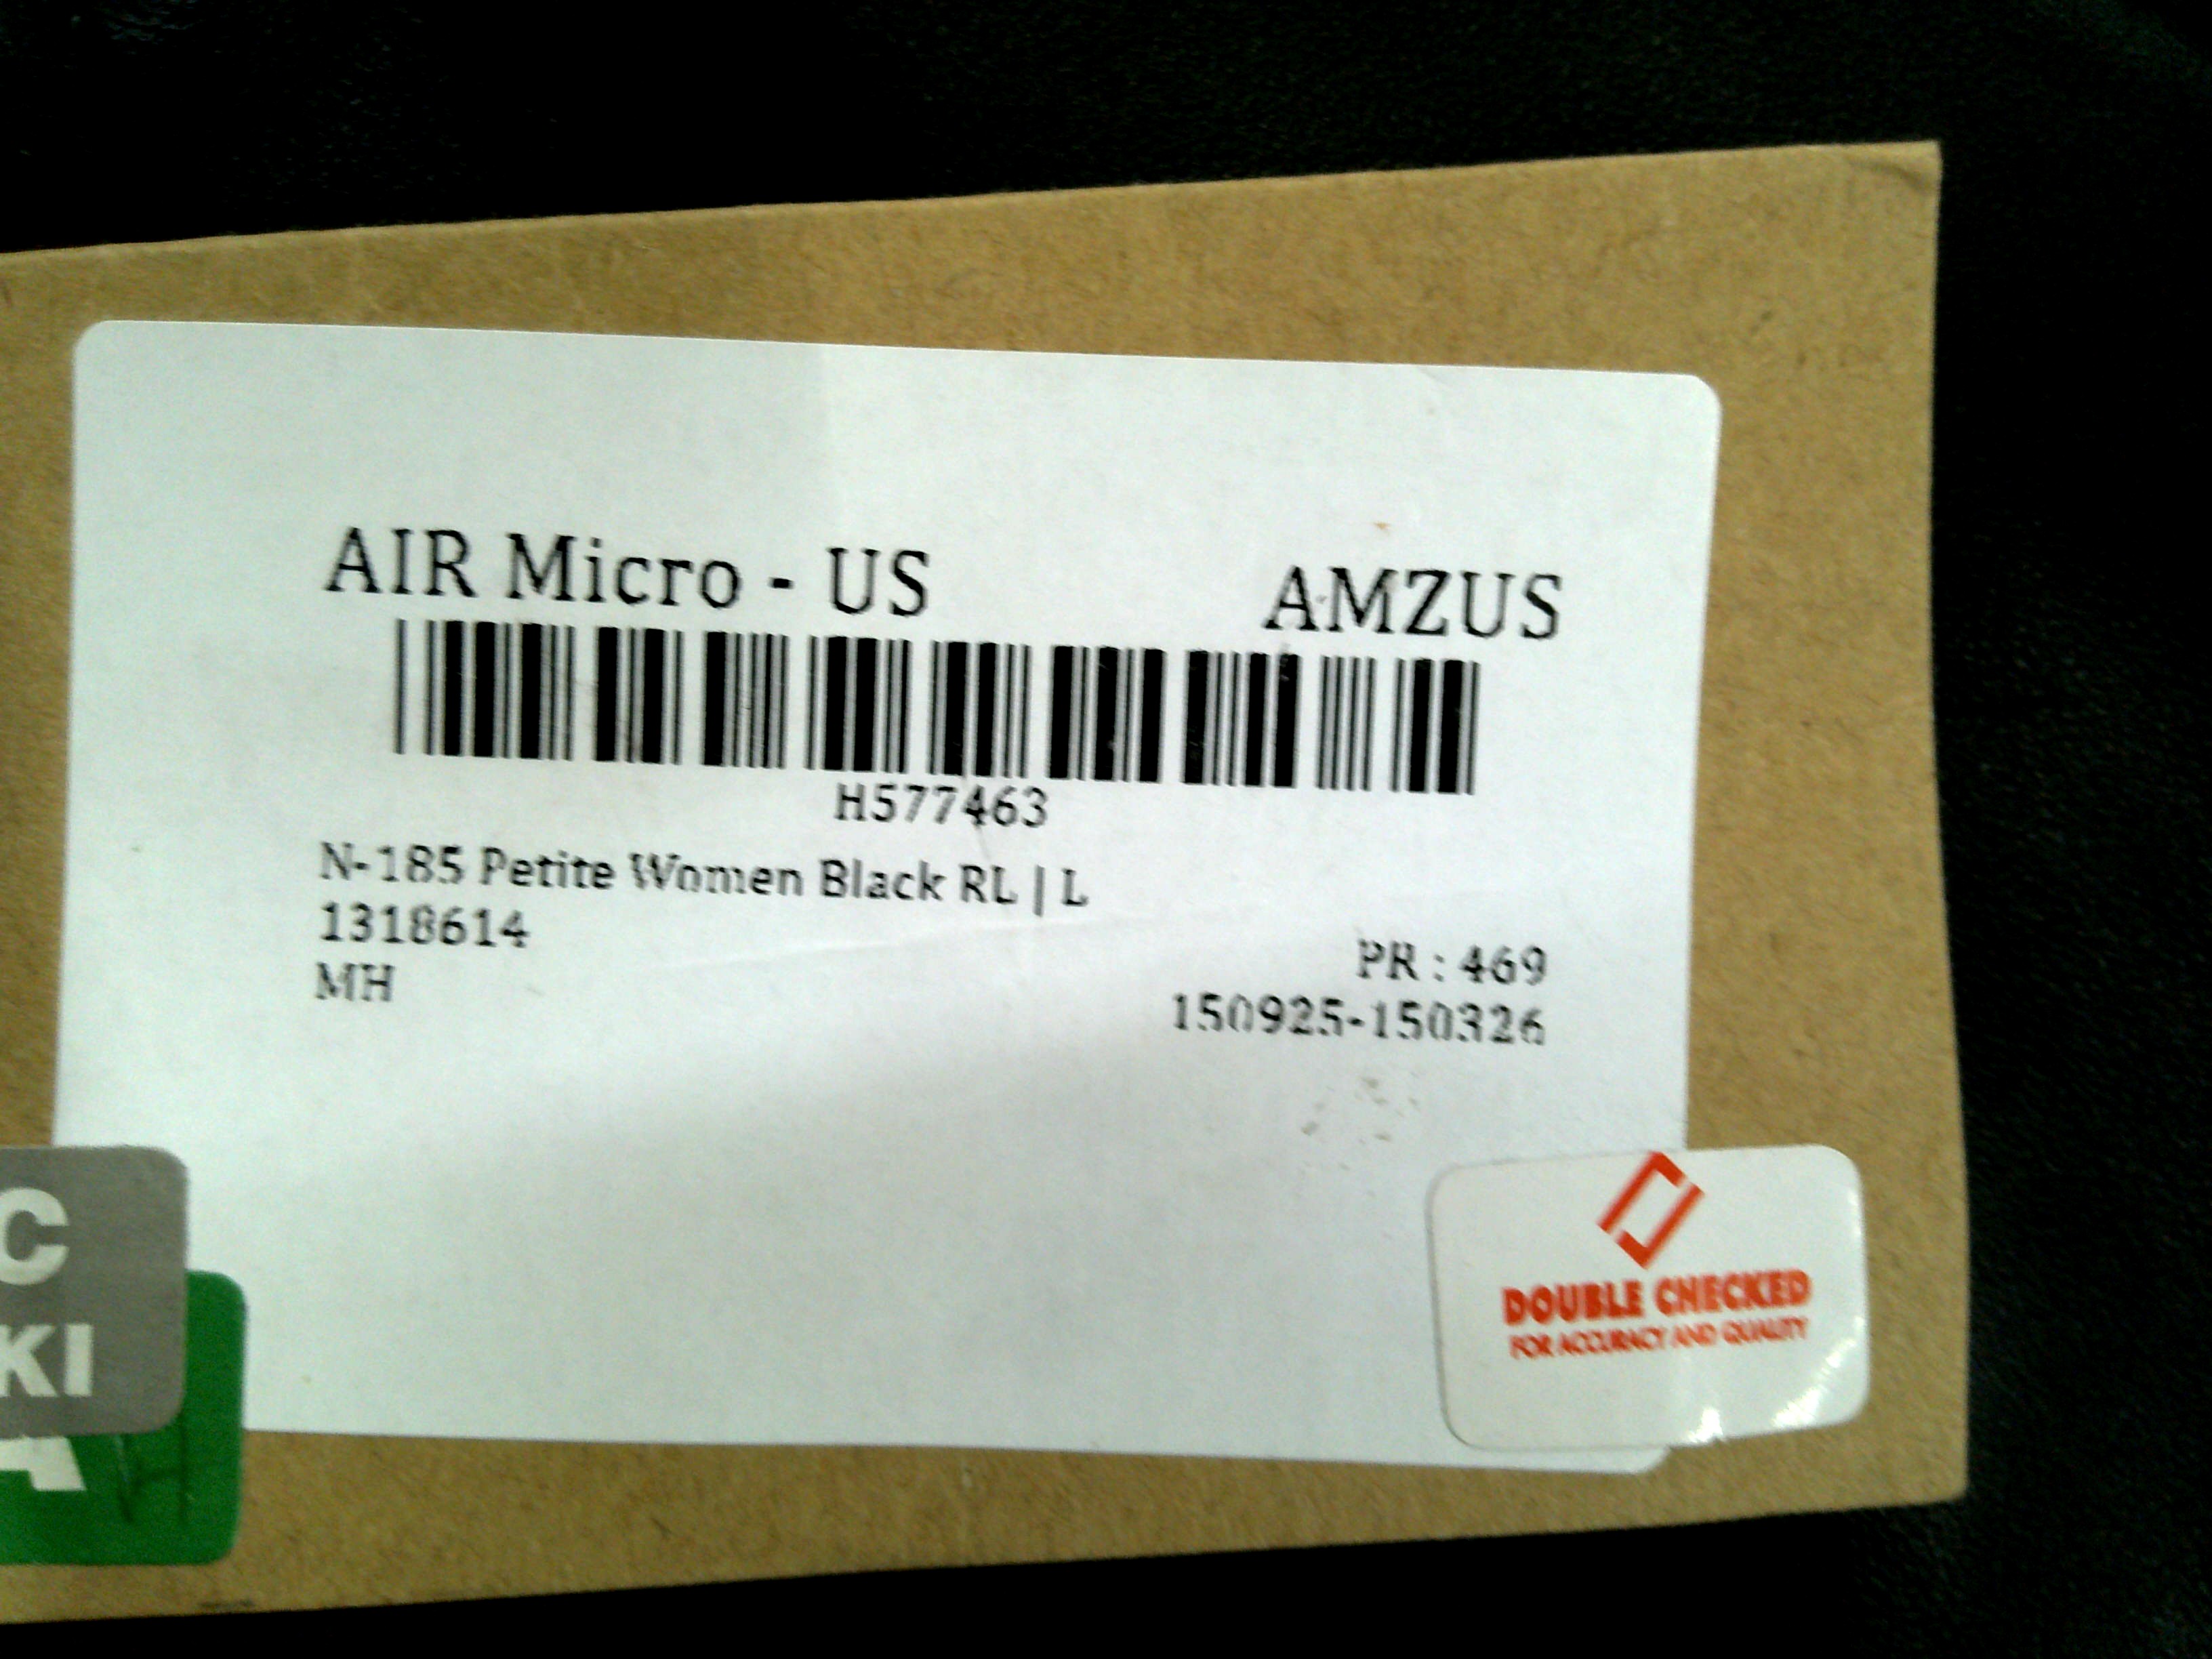 AIR Micro - US
AMZUS
H577463
N-185 Petite Women Black RL | L
1318614
MH
PR : 469
150925-150326
C
KI
A
DOUBLE CHECKED
FOR ACCURACY AND QUALITY